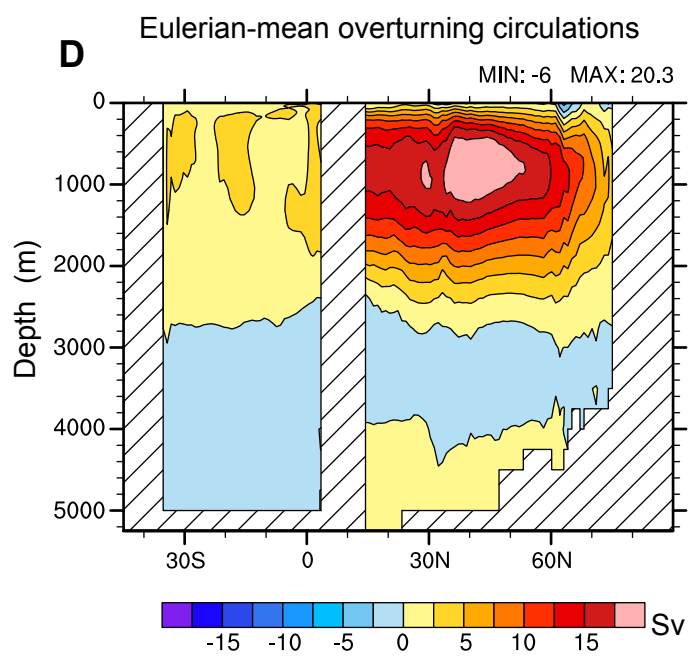 Eulerian-mean overturning circulations
D
MIN: -6 MAX: 20.3
0
1000
2000
3000
4000
5000
Depth (m)
30S 0 30N 60N
-15 -10 -5 0 5 10 15 Sv